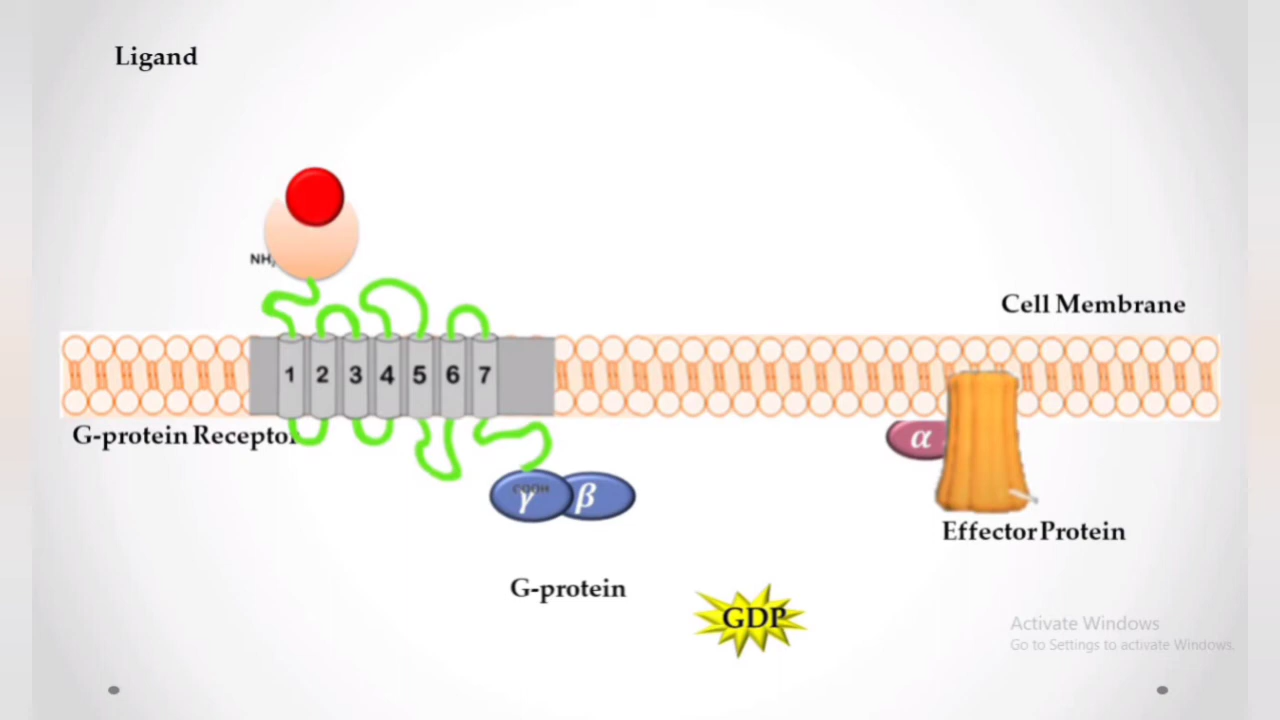 Ligand
NH₂
Cell Membrane
1 2 3 4 5 6 7
G-protein Receptor
α
COOH
γ β
Effector Protein
G-protein
GDP
Activate Windows
Go to Settings to activate Windows.